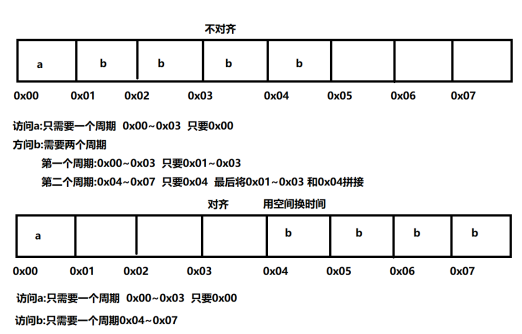 不对齐
a b b b b
0x00 0x01 0x02 0x03 0x04 0x05 0x06 0x07
访问a:只需要一个周期 0x00~0x03 只要0x00
方问b:需要两个周期
第一个周期:0x00~0x03 只要0x01~0x03
第二个周期:0x04~0x07 只要0x04 最后将0x01~0x03 和0x04拼接
对齐 用空间换时间
a b b b b
0x00 0x01 0x02 0x03 0x04 0x05 0x06 0x07
访问a:只需要一个周期 0x00~0x03 只要0x00
访问b:只需要一个周期0x04~0x07